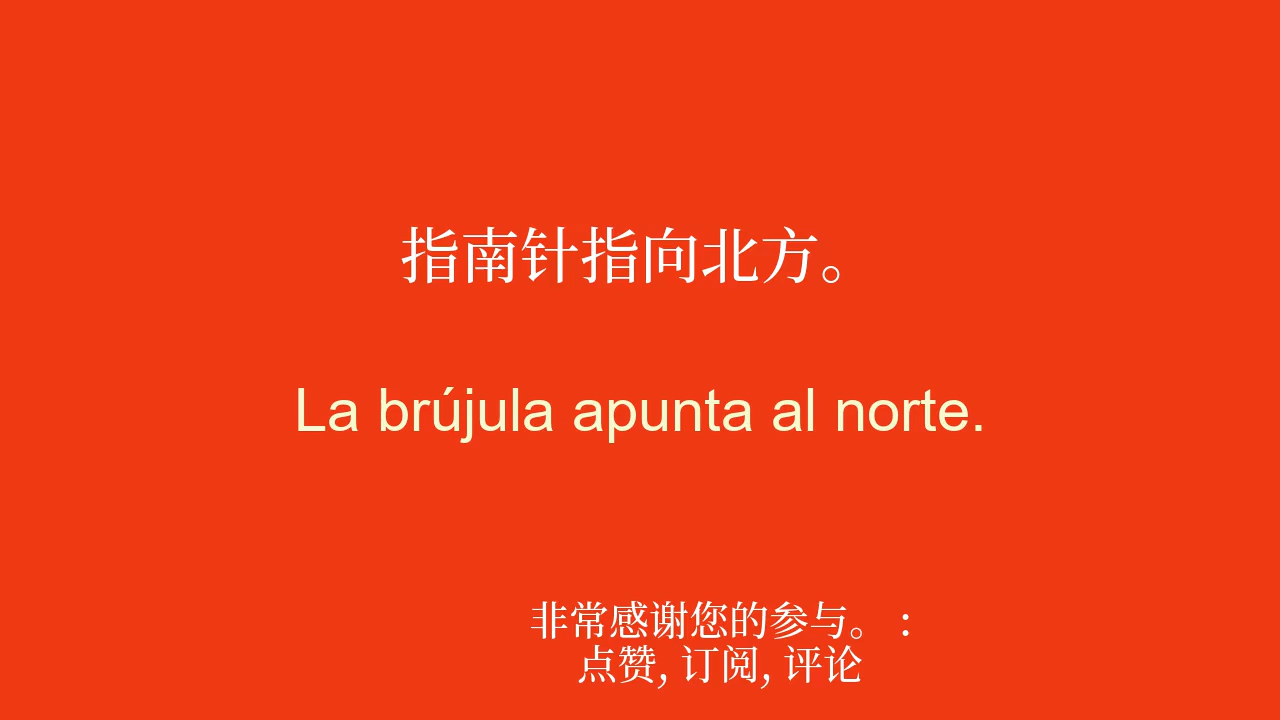 指南针指向北方。
La brújula apunta al norte.
非常感谢您的参与。 :
点赞, 订阅, 评论